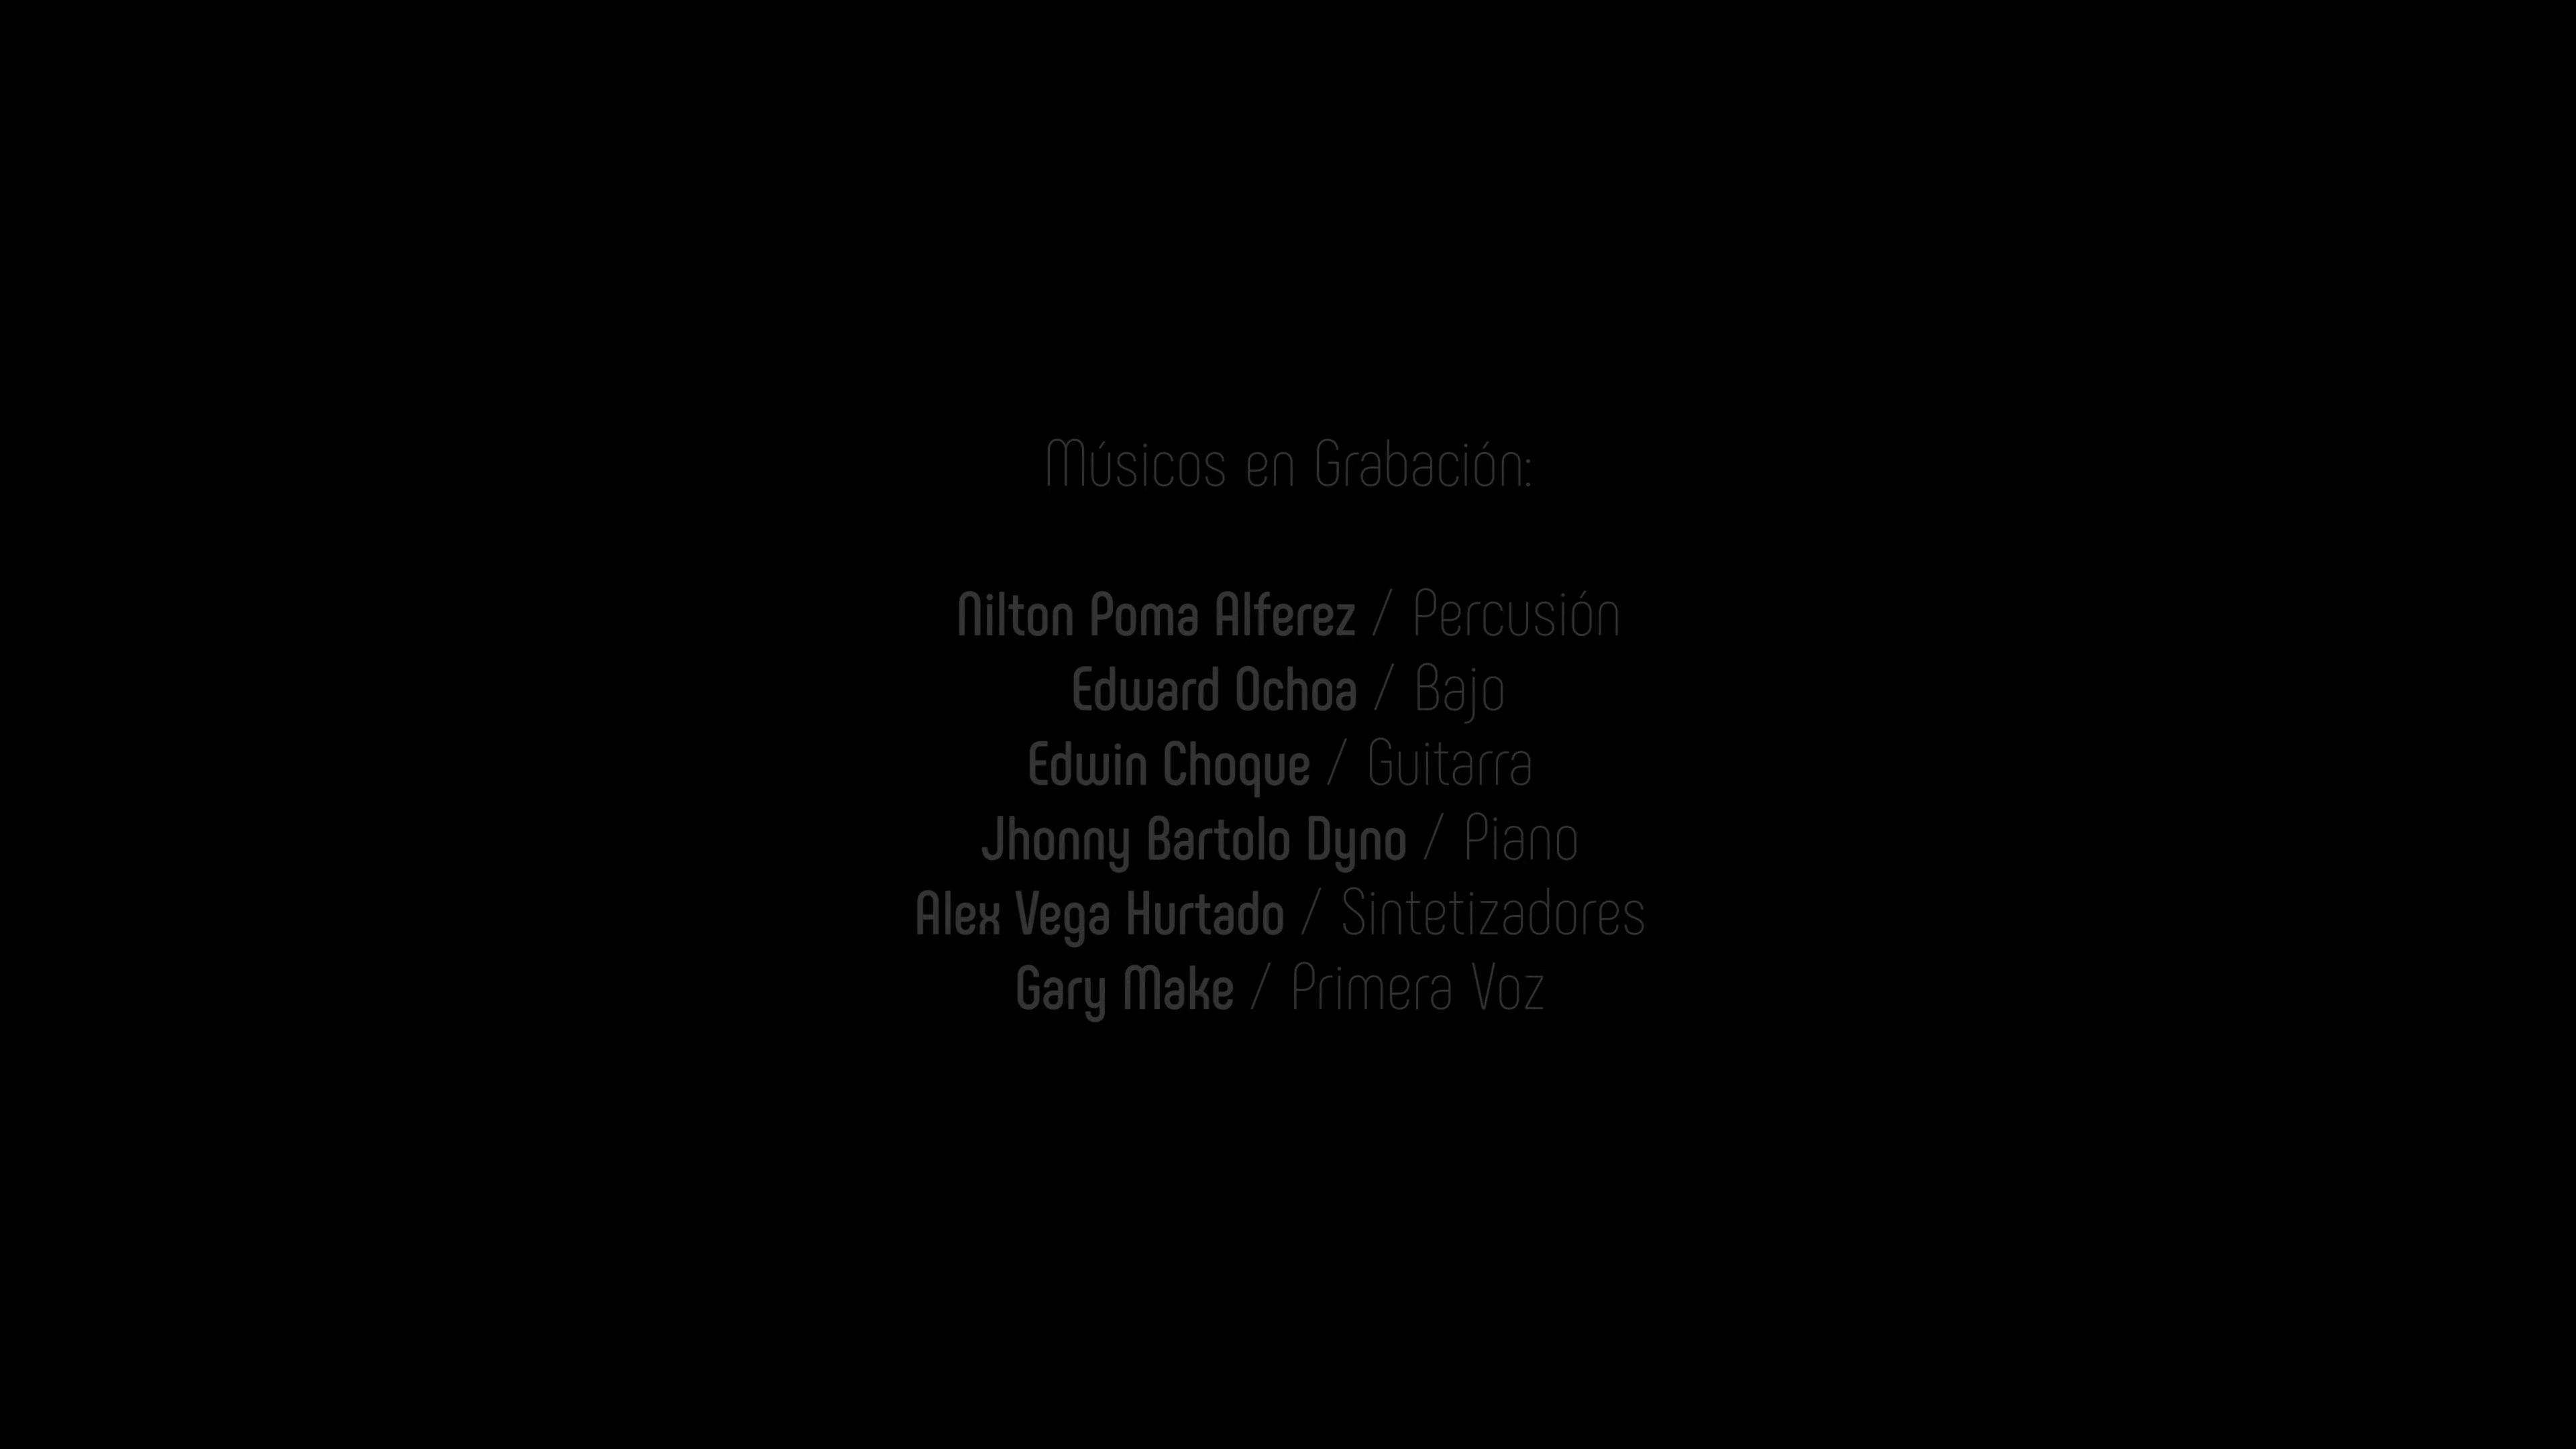 Músicos en Grabación:
Nilton Poma Alferez / Percusión
Edward Ochoa / Bajo
Edwin Choque / Guitarra
Jhonny Bartolo Dyno / Piano
Alex Vega Hurtado / Sintetizadores
Gary Make / Primera Voz